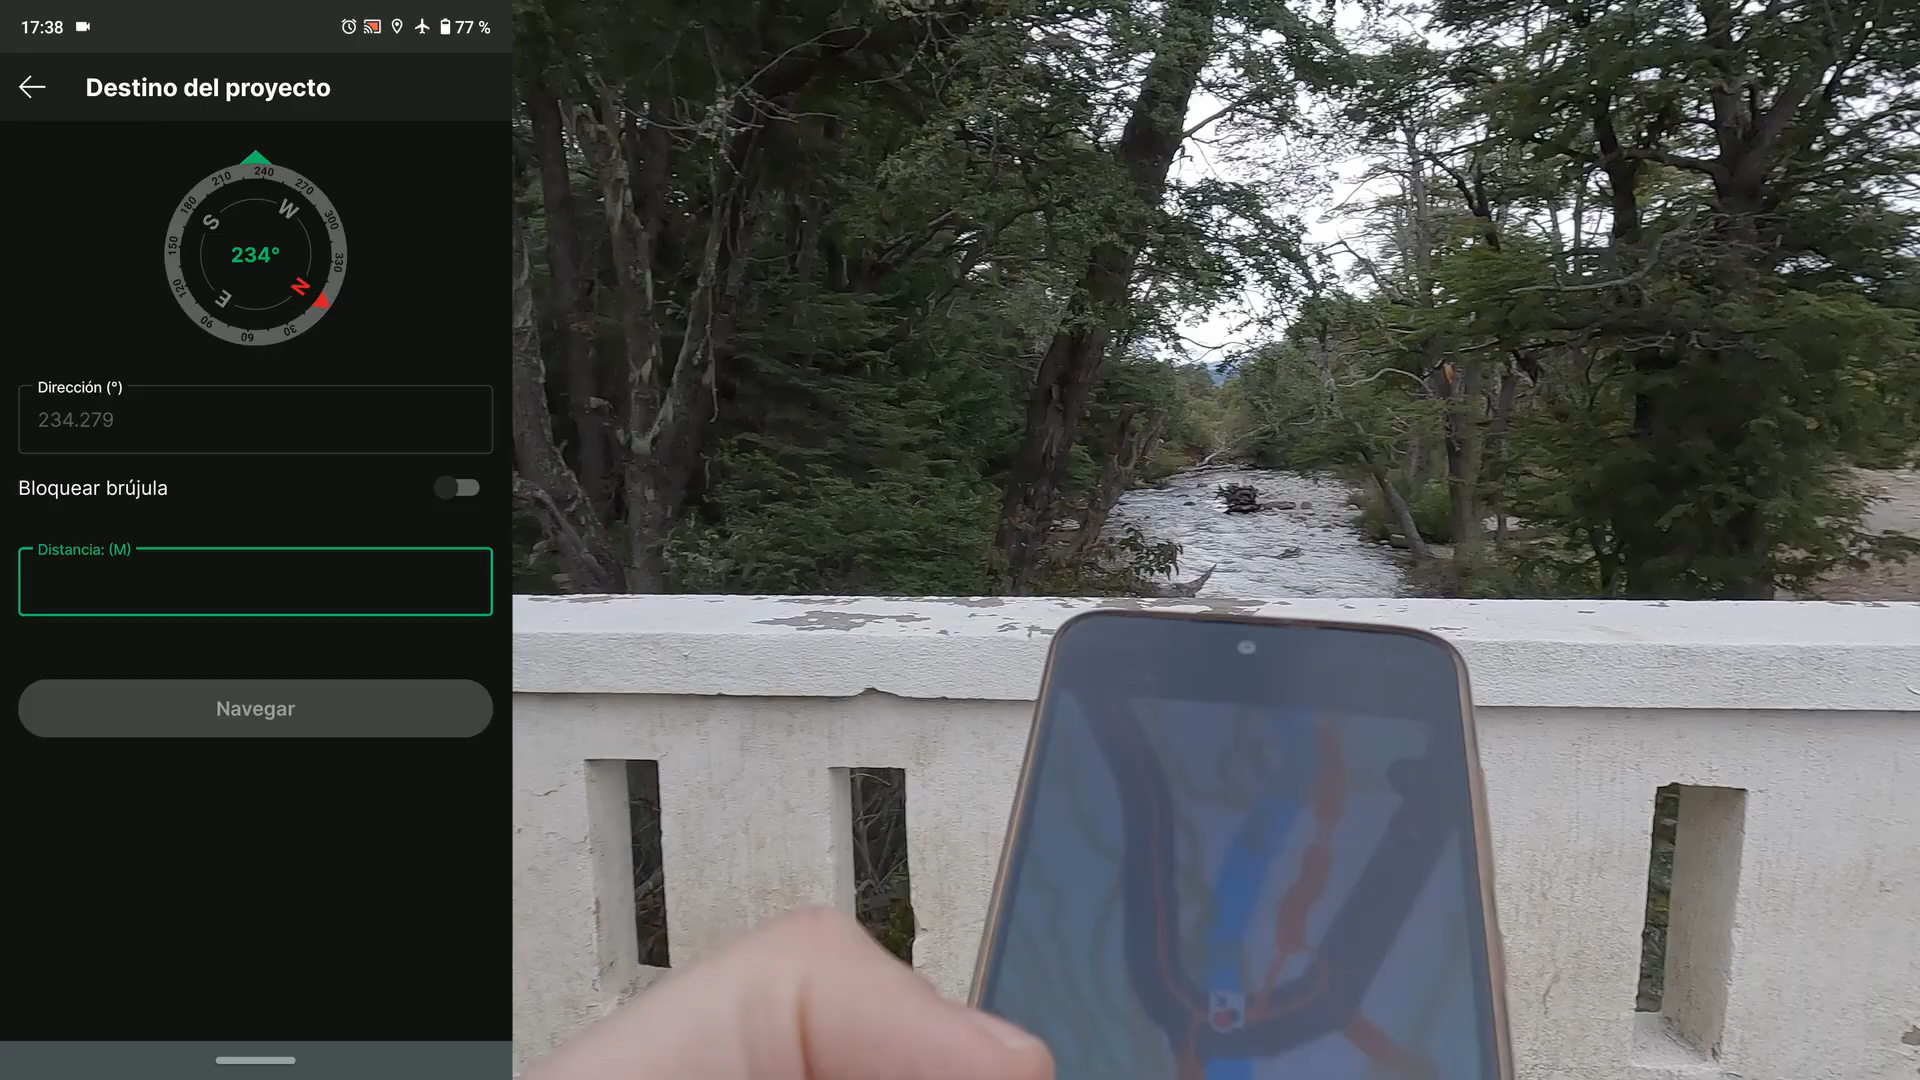 17:38
77 %
Destino del proyecto
240
270
300
330
30
60
90
120
150
180
210
S
W
N
E
234°
Dirección (°)
234.279
Bloquear brújula
Distancia: (M)
Navegar